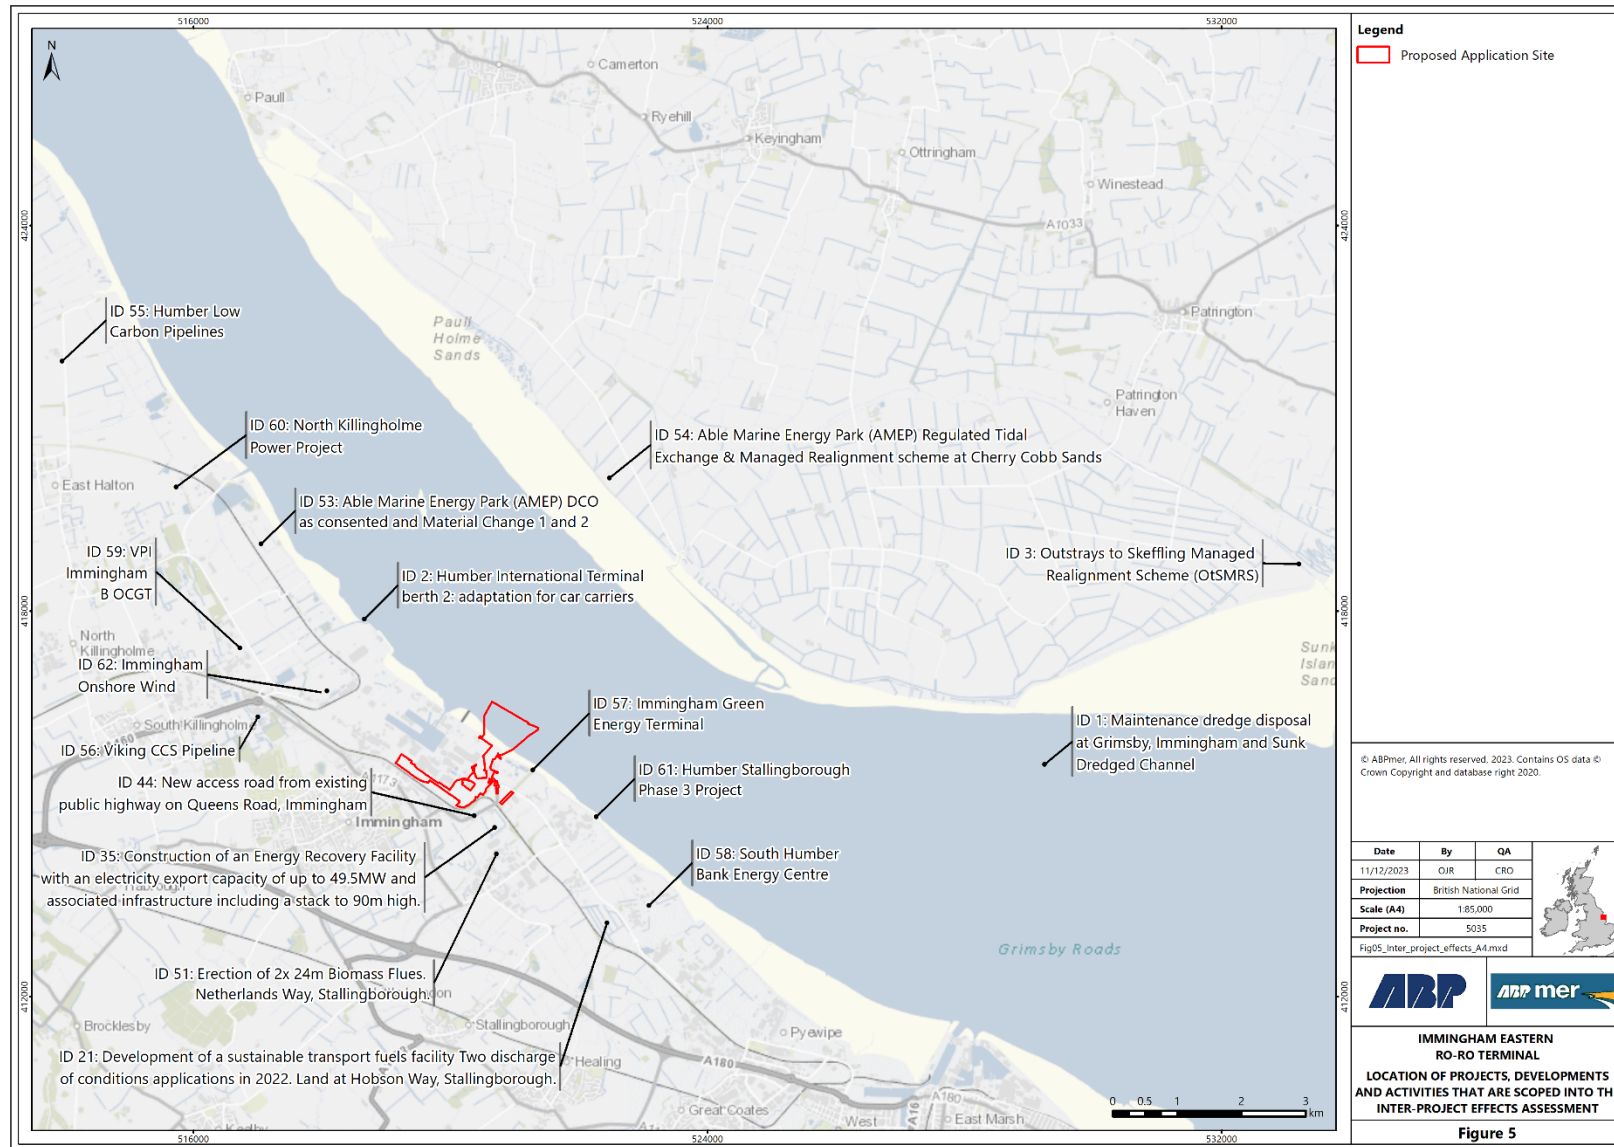 516000
524000
532000
N
Camerton
Paull
Ryehill
Keyingham
Ottringham
Winestead
A1033
424000
424000
Patrington
ID 55: Humber Low
Carbon Pipelines
Paull
Holme
Sands
Patrington
Haven
ID 60: North Killingholme
Power Project
ID 54: Able Marine Energy Park (AMEP) Regulated Tidal
Exchange & Managed Realignment scheme at Cherry Cobb Sands
East Halton
ID 53: Able Marine Energy Park (AMEP) DCO
as consented and Material Change 1 and 2
ID 59: VPI
Immingham
B OCGT
ID 3: Outstrays to Skeffling Managed
Realignment Scheme (OtSMRS)
ID 2: Humber International Terminal
berth 2: adaptation for car carriers
418000
418000
North
Killingholme
Sunk
Island
Sand
ID 62: Immingham
Onshore Wind
ID 57: Immingham Green
Energy Terminal
South Killingholme
A160
ID 56: Viking CCS Pipeline
ID 1: Maintenance dredge disposal
at Grimsby, Immingham and Sunk
Dredged Channel
ID 44: New access road from existing
public highway on Queens Road, Immingham
1173
ID 61: Humber Stallingborough
Phase 3 Project
Immingham
ID 35: Construction of an Energy Recovery Facility
with an electricity export capacity of up to 49.5MW and
associated infrastructure including a stack to 90m high.
ID 58: South Humber
Bank Energy Centre
Grimsby Roads
ID 51: Erection of 2x 24m Biomass Flues.
Netherlands Way, Stallingborough.
412000
412000
Brocklesby
Stallingborough
Pyewipe
ID 21: Development of a sustainable transport fuels facility Two discharge
of conditions applications in 2022. Land at Hobson Way, Stallingborough.
Healing
A180
A180
Great Coates
West
East Marsh
0 0.5 1 2 3
km
516000
524000
532000
Legend
Proposed Application Site
© ABPmer, All rights reserved, 2023. Contains OS data ©
Crown Copyright and database right 2020.
Date By QA
11/12/2023 OJR CRO
Projection British National Grid
Scale (A4) 1:85,000
Project no. 5035
Fig05_Inter_project_effects_A4.mxd
ABP
ABP mer
IMMINGHAM EASTERN
RO-RO TERMINAL
LOCATION OF PROJECTS, DEVELOPMENTS
AND ACTIVITIES THAT ARE SCOPED INTO TH
INTER-PROJECT EFFECTS ASSESSMENT
Figure 5